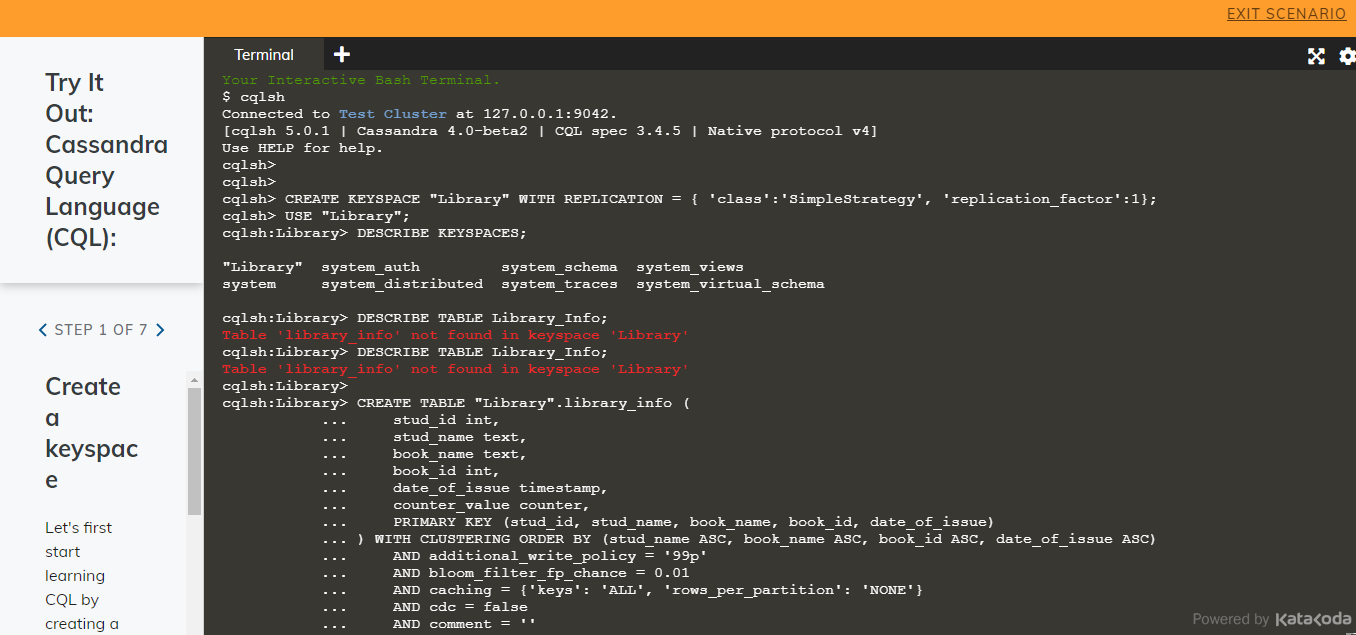 EXIT SCENARIO
Try It
Out:
Cassandra
Query
Language
(CQL):
STEP 1 OF 7
Create
a
keyspac
e
Let's first
start
learning
CQL by
creating a
Terminal
Your Interactive Bash Terminal.
$ cqlsh
Connected to Test Cluster at 127.0.0.1:9042.
[cqlsh 5.0.1 | Cassandra 4.0-beta2 | CQL spec 3.4.5 | Native protocol v4]
Use HELP for help.
cqlsh>
cqlsh>
cqlsh> CREATE KEYSPACE "Library" WITH REPLICATION = { 'class':'SimpleStrategy', 'replication_factor':1};
cqlsh> USE "Library";
cqlsh:Library> DESCRIBE KEYSPACES;
"Library"  system_auth         system_schema  system_views
system     system_distributed  system_traces  system_virtual_schema
cqlsh:Library> DESCRIBE TABLE Library_Info;
Table 'library_info' not found in keyspace 'Library'
cqlsh:Library> DESCRIBE TABLE Library_Info;
Table 'library_info' not found in keyspace 'Library'
cqlsh:Library>
cqlsh:Library> CREATE TABLE "Library".library_info (
           ...     stud_id int,
           ...     stud_name text,
           ...     book_name text,
           ...     book_id int,
           ...     date_of_issue timestamp,
           ...     counter_value counter,
           ...     PRIMARY KEY (stud_id, stud_name, book_name, book_id, date_of_issue)
           ... ) WITH CLUSTERING ORDER BY (stud_name ASC, book_name ASC, book_id ASC, date_of_issue ASC)
           ...     AND additional_write_policy = '99p'
           ...     AND bloom_filter_fp_chance = 0.01
           ...     AND caching = {'keys': 'ALL', 'rows_per_partition': 'NONE'}
           ...     AND cdc = false
           ...     AND comment = ''
Powered by Katakoda